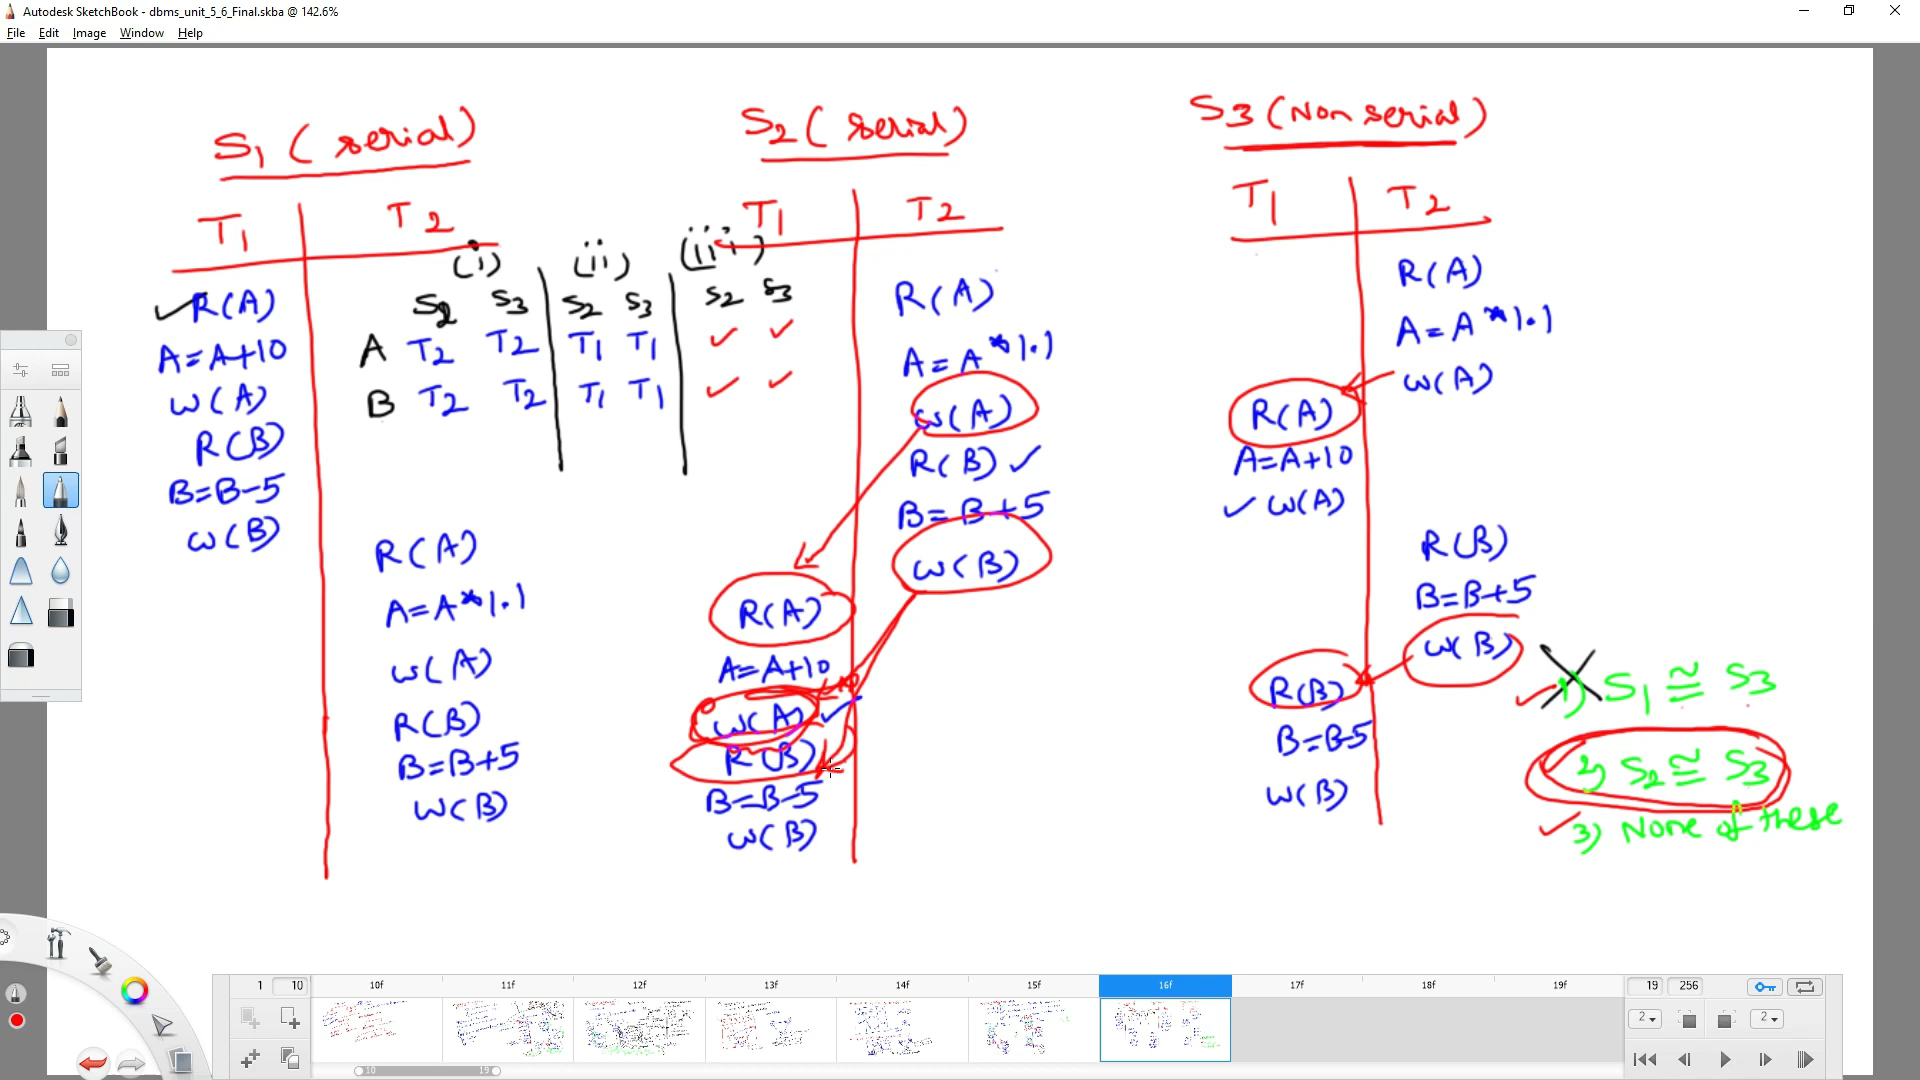 Autodesk SketchBook - dbms_unit_5_6_Final.skba @ 142.6%
File Edit Image Window Help
S1 (serial)
T1 T2
R(A)
A=A+10
W(A)
R(B)
B=B-5
W(B)
R(A)
A=A*1.1
W(A)
R(B)
B=B+5
W(B)
(i) (ii) (iii)
S2 S3 S2 S3 S2 S3
A T2 T2 T1 T1 ✓ ✓
B T2 T2 T1 T1 ✓ ✓
S2 (serial)
T1 T2
R(A)
A=A*1.1
W(A)
R(B) ✓
B=B+5
W(B)
R(A)
A=A+10
W(A) ✓
R(B)
B=B-5
W(B)
S3 (Non serial)
T1 T2
R(A)
A=A*1.1
W(A)
R(A)
A=A+10
✓ W(A)
R(B)
B=B+5
W(B)
R(B)
B=B-5
W(B)
✓ 1) S1 ≅ S3
✓ 2) S2 ≅ S3
✓ 3) None of these
1 10 10f 11f 12f 13f 14f 15f 16f 17f 18f 19f 19 256
2 2
10 19